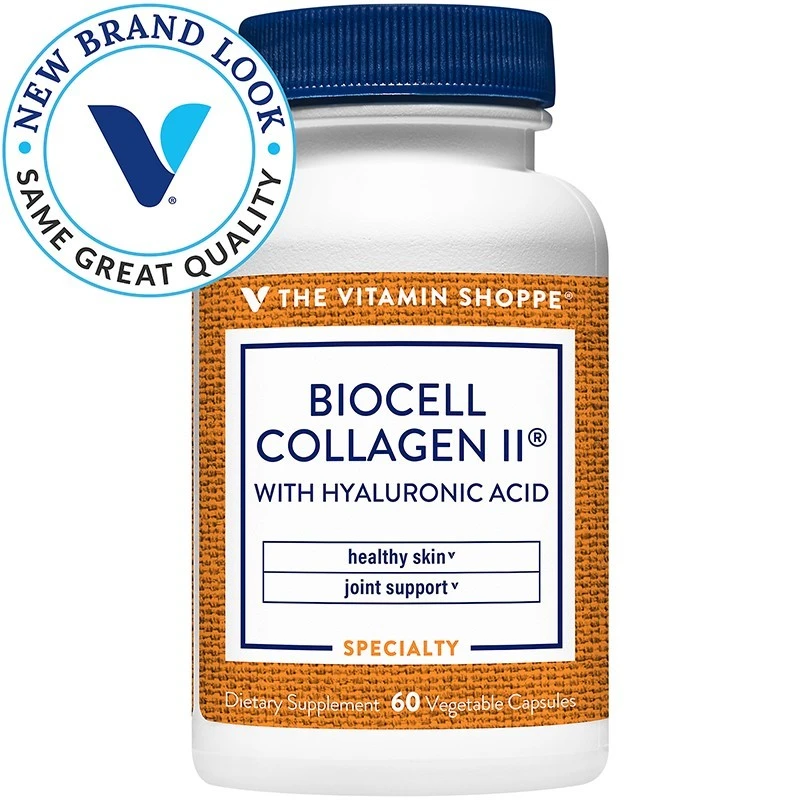 NEW BRAND LOOK
SAME GREAT QUALITY
®
THE VITAMIN SHOPPE®
BIOCELL
COLLAGEN II®
WITH HYALURONIC ACID
healthy skin˅
joint support˅
SPECIALTY
Dietary Supplement 60 Vegetable Capsules